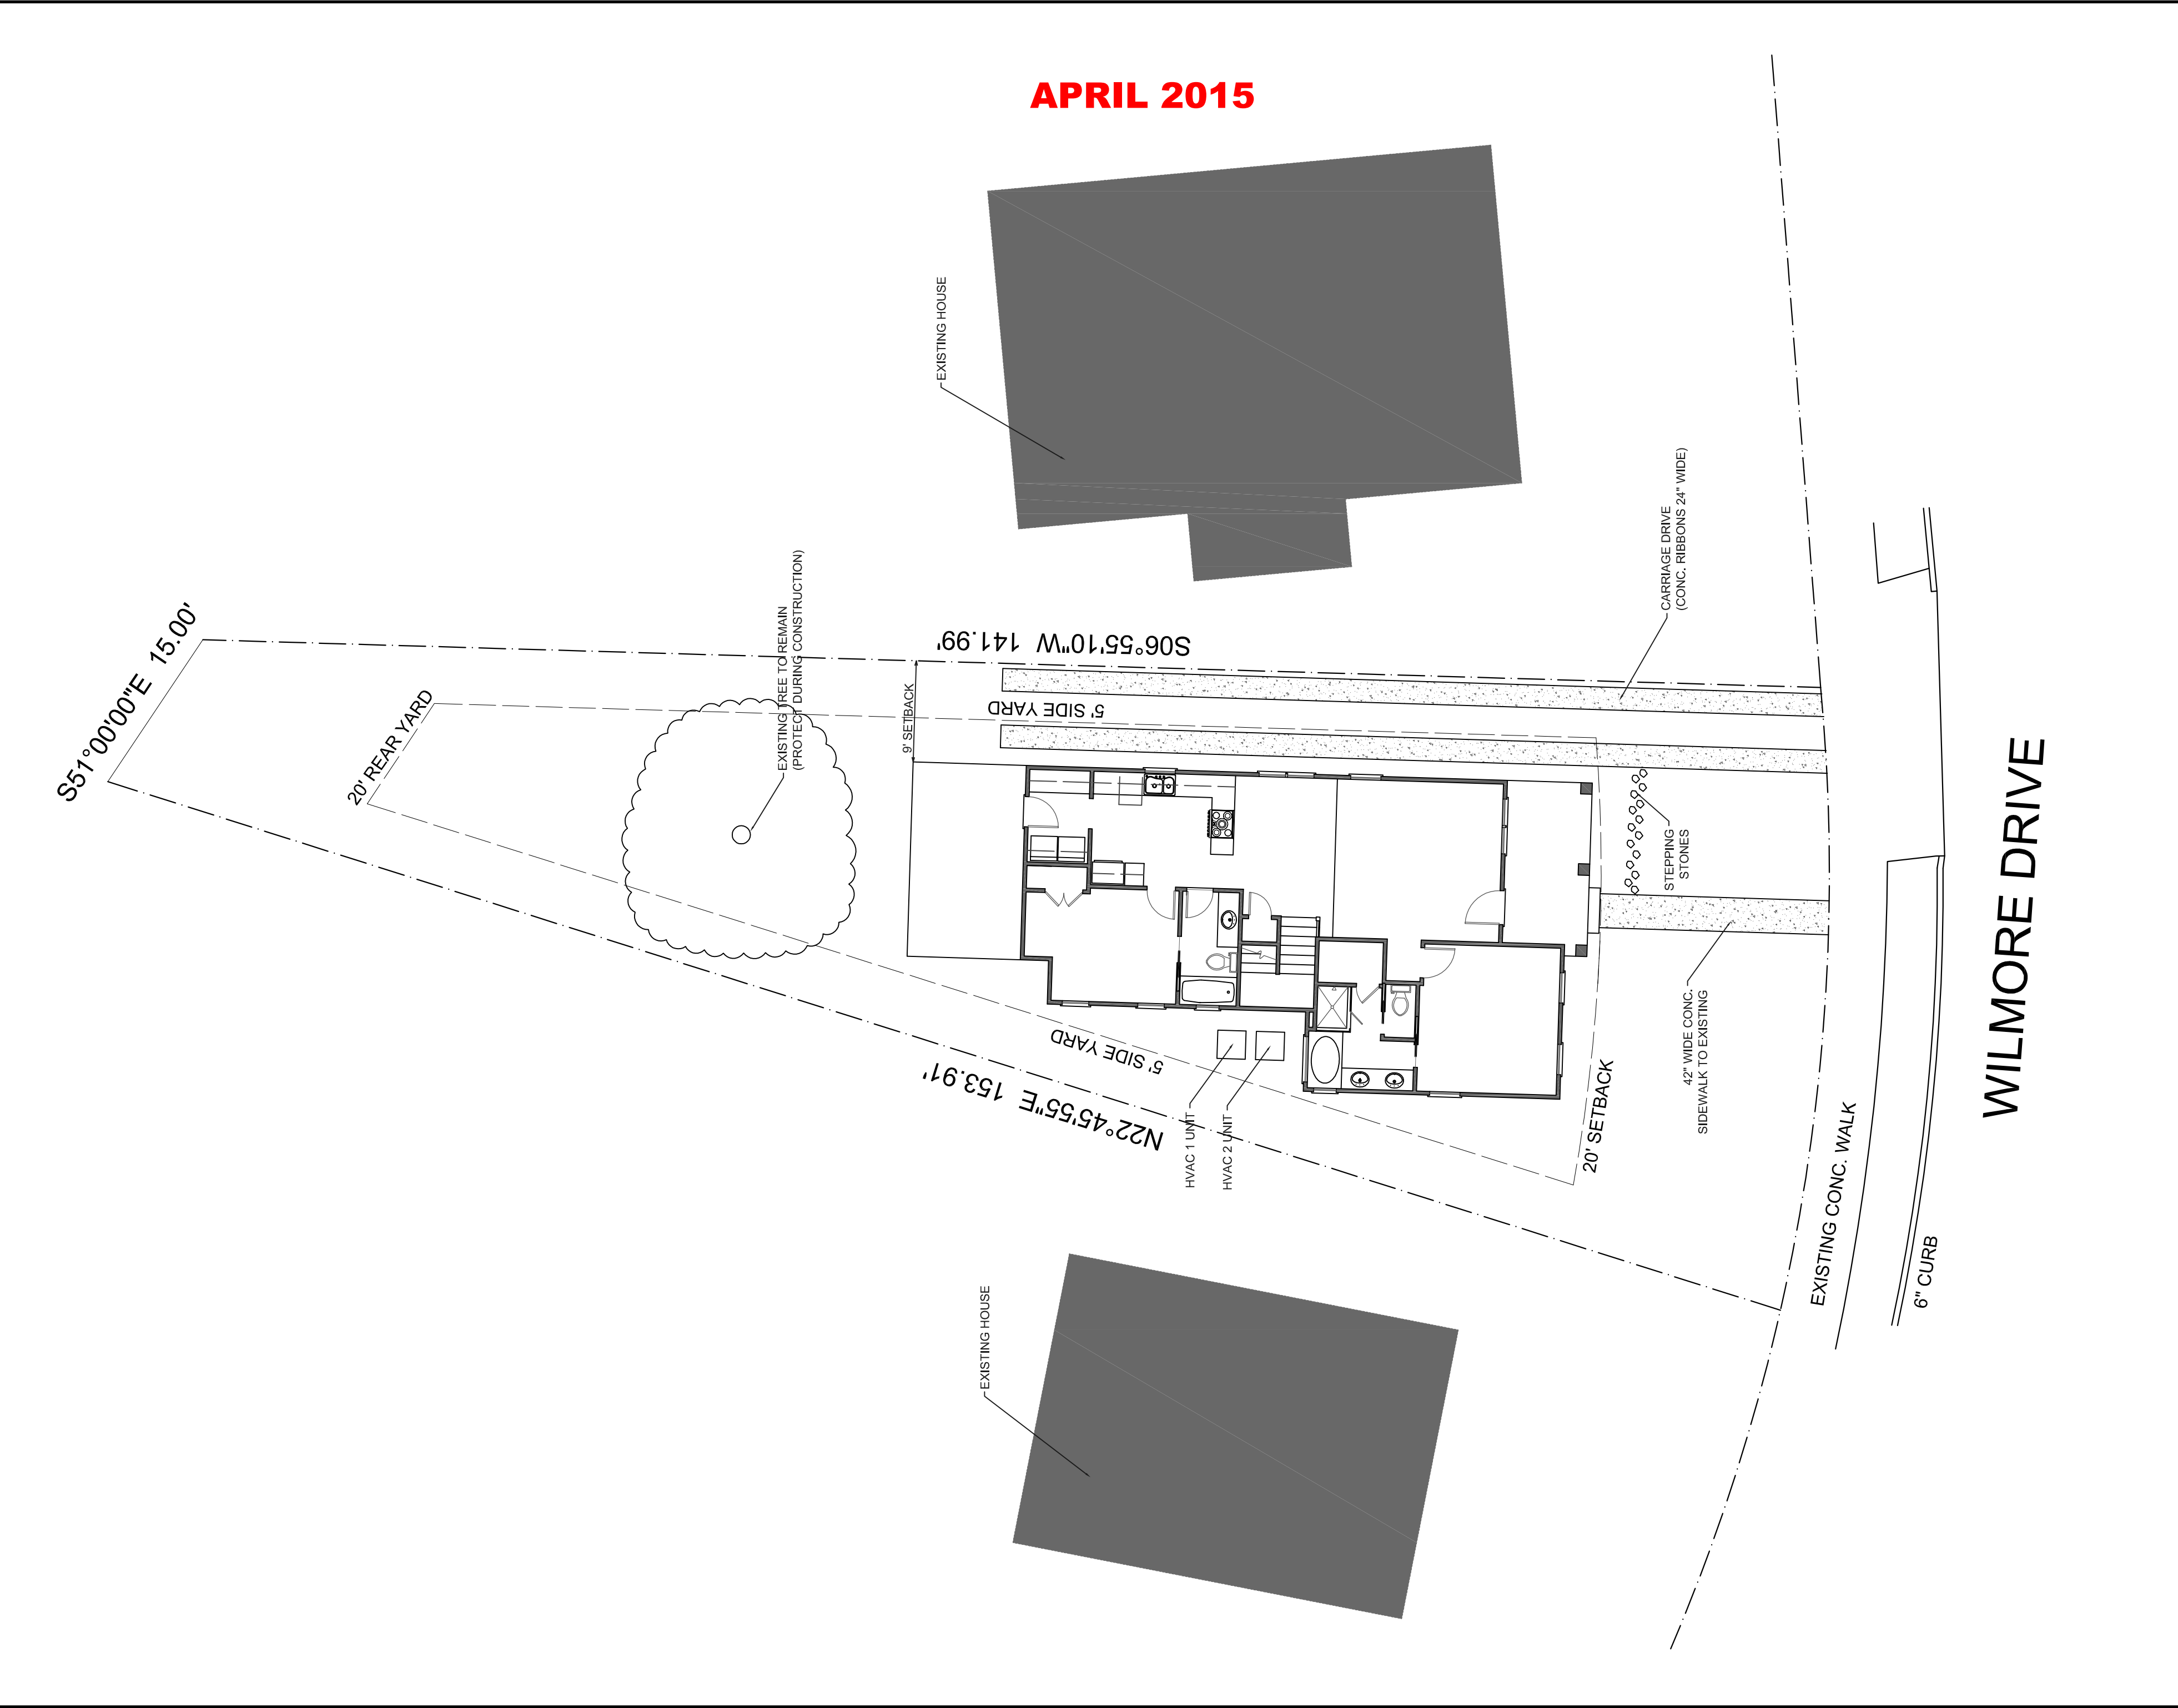 APRIL 2015
EXISTING HOUSE
CARRIAGE DRIVE
(CONC. RIBBONS 24" WIDE)
EXISTING TREE TO REMAIN
(PROTECT DURING CONSTRUCTION)
S51°00'00"E 15.00'
S06°55'10"W 141.99'
20' REAR YARD
9' SETBACK
5' SIDE YARD
STEPPING
STONES
WILMORE DRIVE
42" WIDE CONC.
SIDEWALK TO EXISTING
5' SIDE YARD
N22°45'55"E 153.91'
HVAC 1 UNIT
HVAC 2 UNIT
20' SETBACK
EXISTING CONC. WALK
6" CURB
EXISTING HOUSE